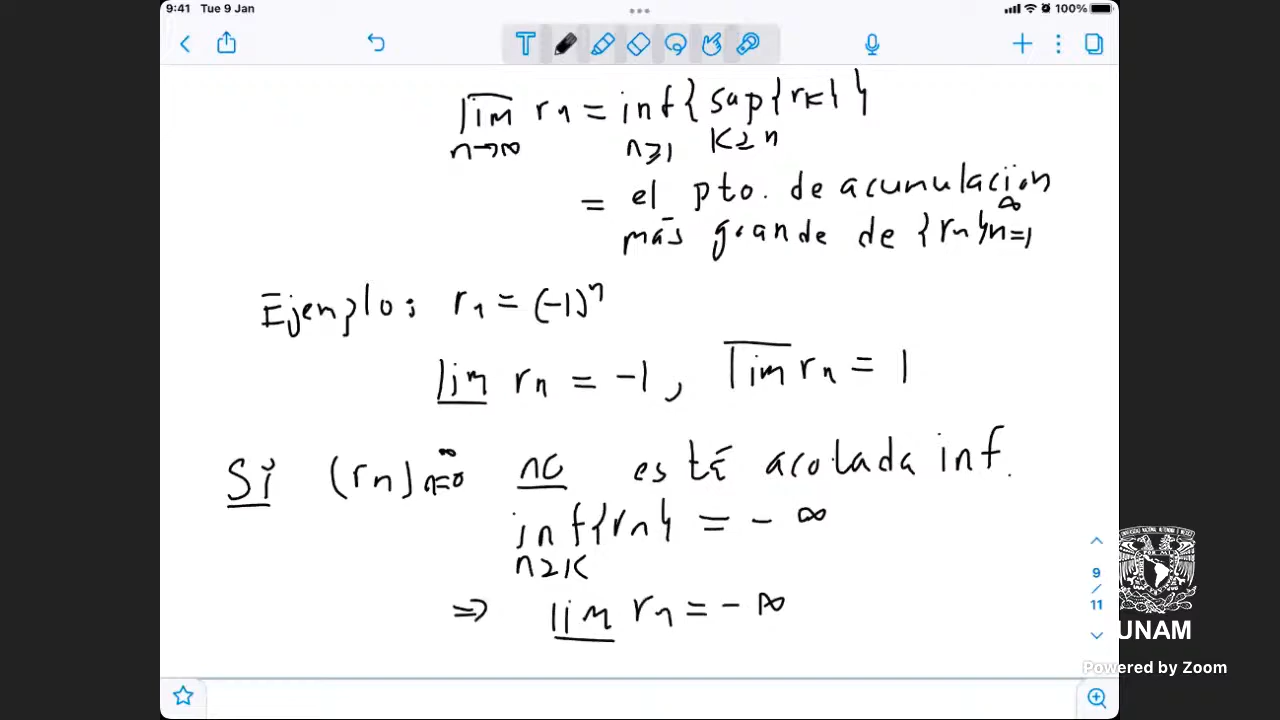 9:41 Tue 9 Jan
100%
lim rn = inf{ sup{rk} }
n→∞ n≥1 k≥n
= el pto. de acumulación
más grande de {rn}n=1 ∞
Ejemplo: rn = (-1)^n
lim rn = -1, lim rn = 1
Si (rn)n=0 ∞ no está acotada inf.
inf{rn} = - ∞
n≥k
⇒ lim rn = - ∞
9
/
11
UNAM
Powered by Zoom